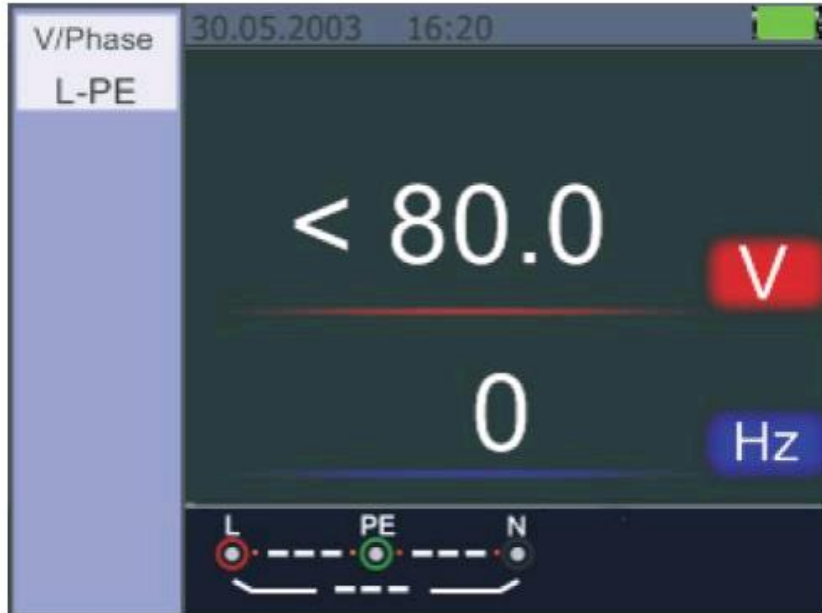 V/Phase
L-PE
30.05.2003 16:20
< 80.0
V
0
Hz
L PE N
--- ---
---